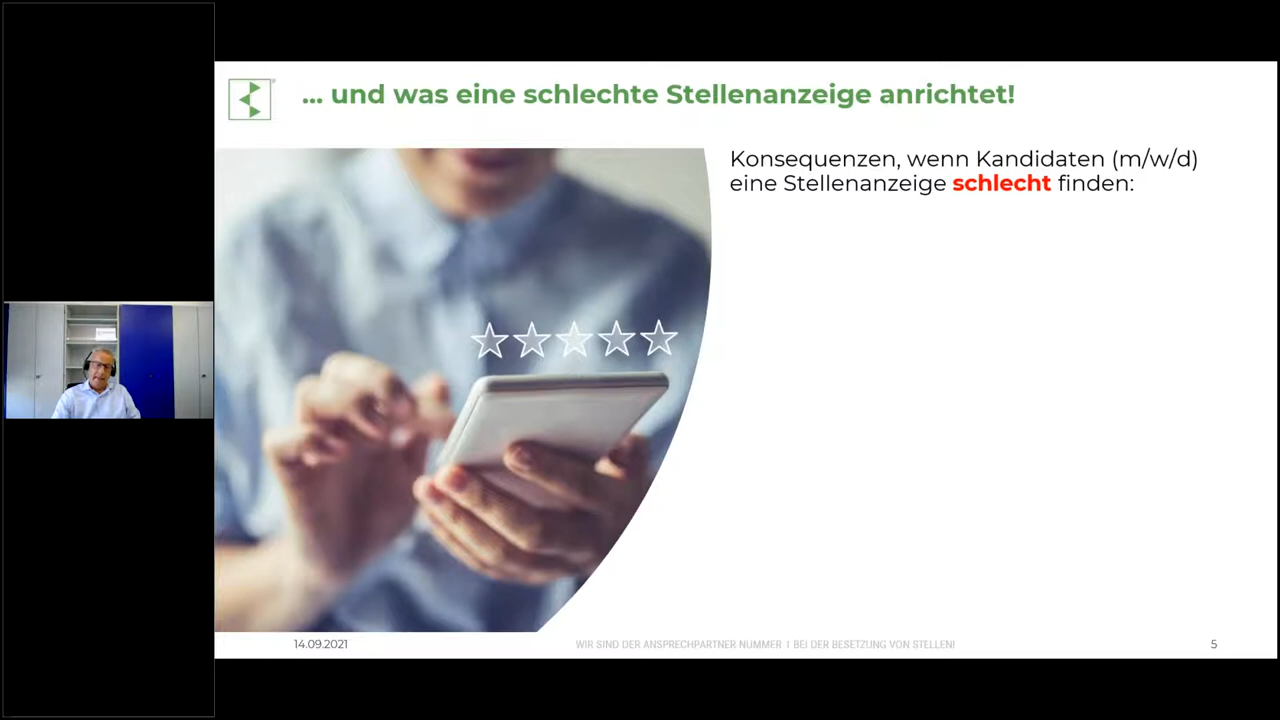 ... und was eine schlechte Stellenanzeige anrichtet!
Konsequenzen, wenn Kandidaten (m/w/d)
eine Stellenanzeige schlecht finden:
14.09.2021
WIR SIND DER ANSPRECHPARTNER NUMMER 1 BEI DER BESETZUNG VON STELLEN!
5